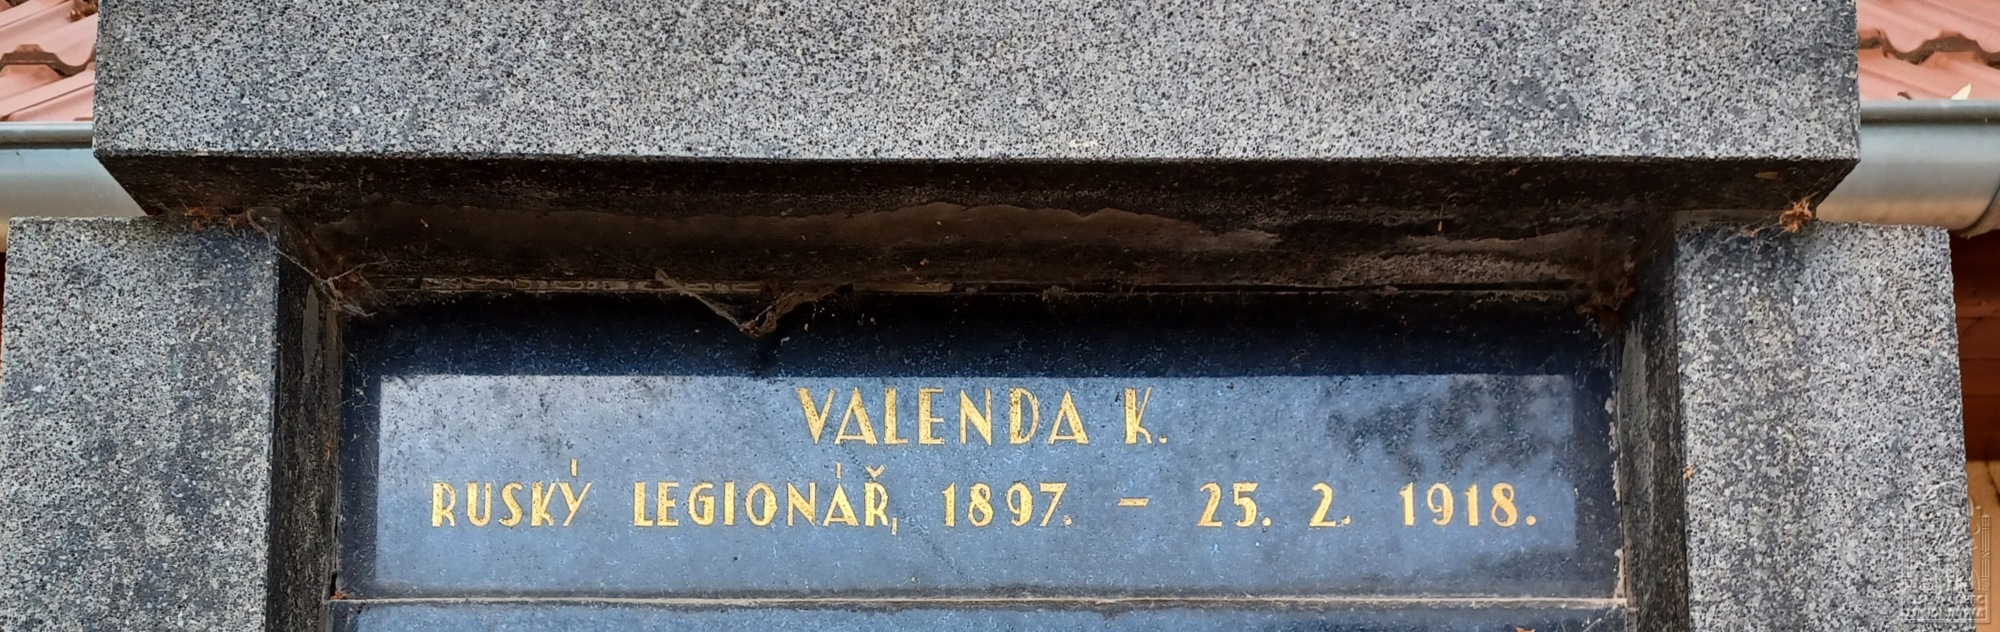 VALENDA K.
RUSKÝ LEGIONÁŘ, 1897. – 25. 2. 1918.